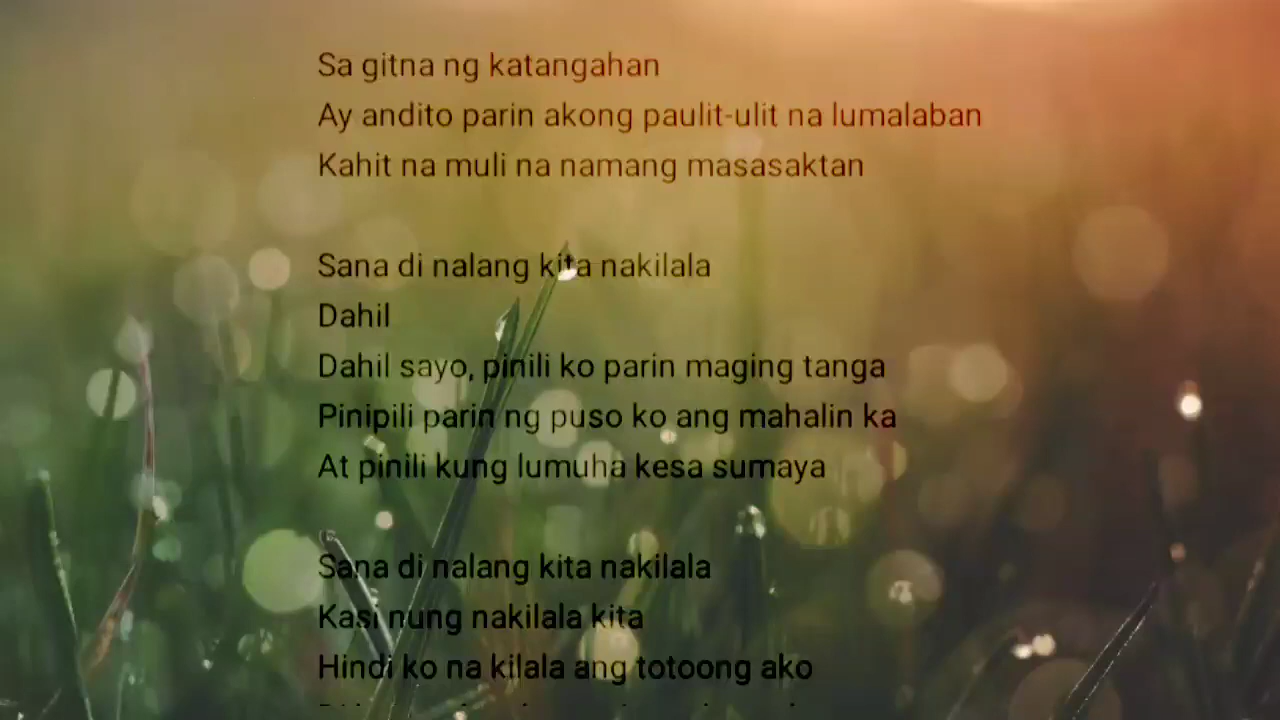 Sa gitna ng katangahan
Ay andito parin akong paulit-ulit na lumalaban
Kahit na muli na namang masasaktan
Sana di nalang kita nakilala
Dahil
Dahil sayo, pinili ko parin maging tanga
Pinipili parin ng puso ko ang mahalin ka
At pinili kung lumuha kesa sumaya
Sana di nalang kita nakilala
Kasi nung nakilala kita
Hindi ko na kilala ang totoong ako